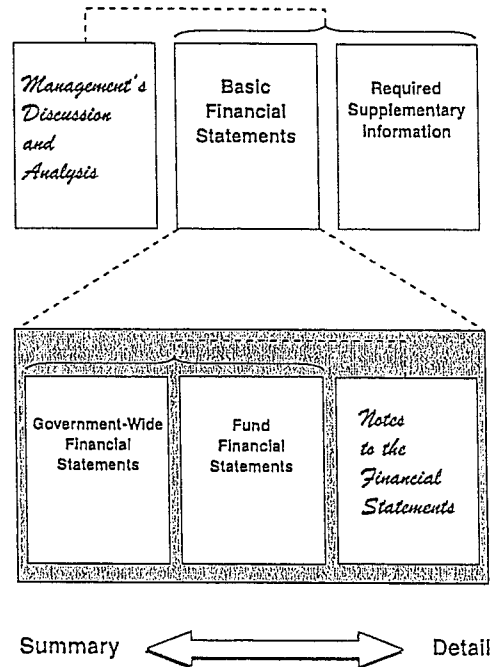 Management's
Discussion
and
Analysis
Basic
Financial
Statements
Required
Supplementary
Information
Government-Wide
Financial
Statements
Fund
Financial
Statements
Notes
to the
Financial
Statements
Summary
Detail